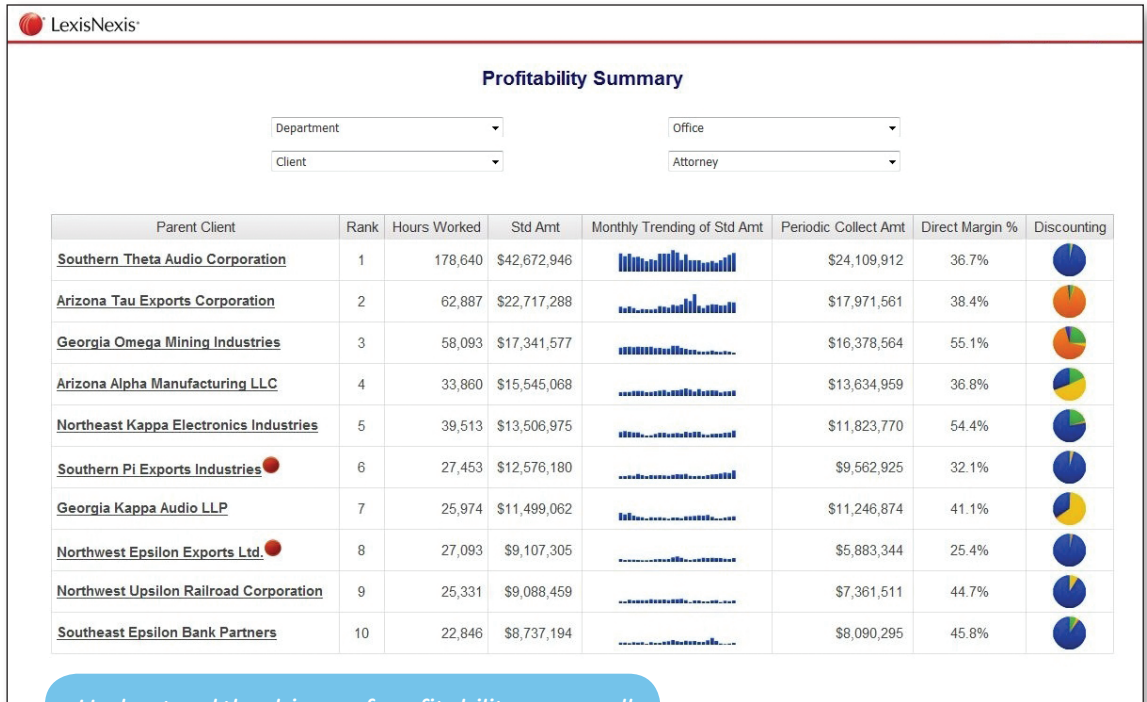 LexisNexis
Profitability Summary
Department Office
Client Attorney
Parent Client Rank Hours Worked Std Amt Monthly Trending of Std Amt Periodic Collect Amt Direct Margin % Discounting
Southern Theta Audio Corporation 1 178,640 $42,672,946 $24,109,912 36.7%
Arizona Tau Exports Corporation 2 62,887 $22,717,288 $17,971,561 38.4%
Georgia Omega Mining Industries 3 58,093 $17,341,577 $16,378,564 55.1%
Arizona Alpha Manufacturing LLC 4 33,860 $15,545,068 $13,634,959 36.8%
Northeast Kappa Electronics Industries 5 39,513 $13,506,975 $11,823,770 54.4%
Southern Pi Exports Industries 6 27,453 $12,576,180 $9,562,925 32.1%
Georgia Kappa Audio LLP 7 25,974 $11,499,062 $11,246,874 41.1%
Northwest Epsilon Exports Ltd. 8 27,093 $9,107,305 $5,883,344 25.4%
Northwest Upsilon Railroad Corporation 9 25,331 $9,088,459 $7,361,511 44.7%
Southeast Epsilon Bank Partners 10 22,846 $8,737,194 $8,090,295 45.8%